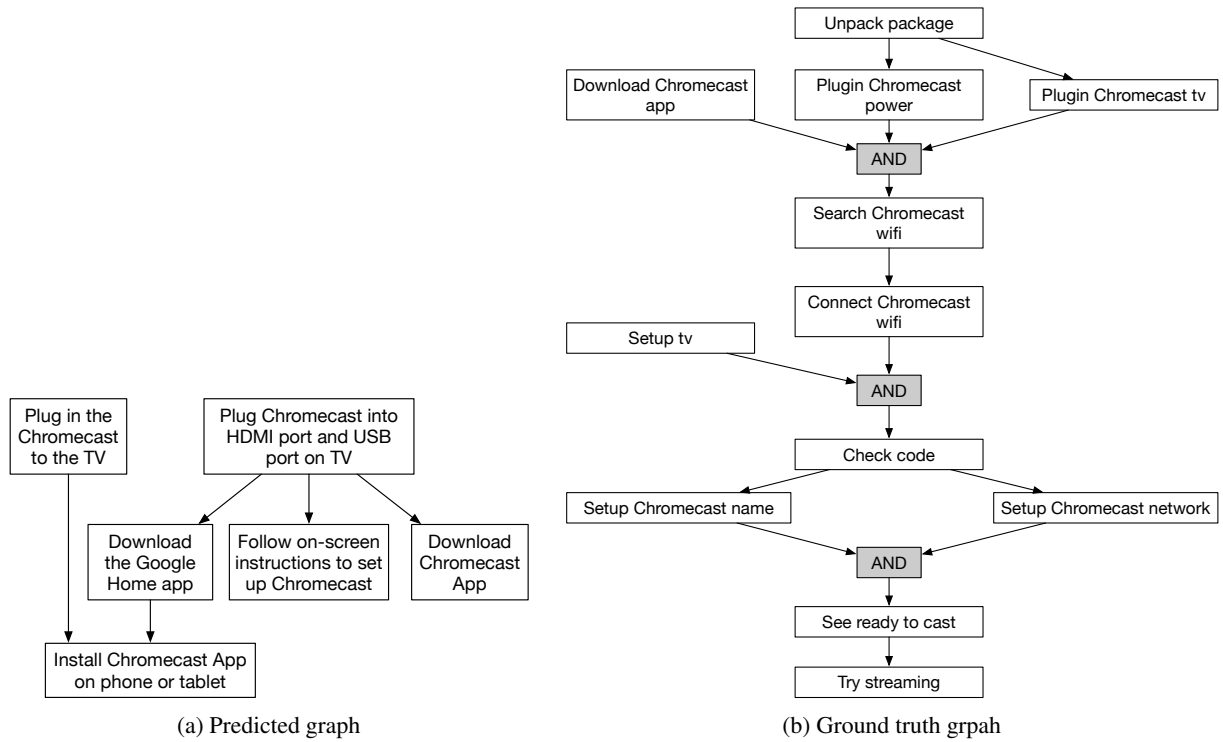 Plug in the
Chromecast
to the TV
Plug Chromecast into
HDMI port and USB
port on TV
Download
the Google
Home app
Follow on-screen
instructions to set
up Chromecast
Download
Chromecast
App
Install Chromecast App
on phone or tablet
(a) Predicted graph
Unpack package
Download Chromecast
app
Plugin Chromecast
power
Plugin Chromecast tv
AND
Search Chromecast
wifi
Connect Chromecast
wifi
Setup tv
AND
Check code
Setup Chromecast name
Setup Chromecast network
AND
See ready to cast
Try streaming
(b) Ground truth grpah